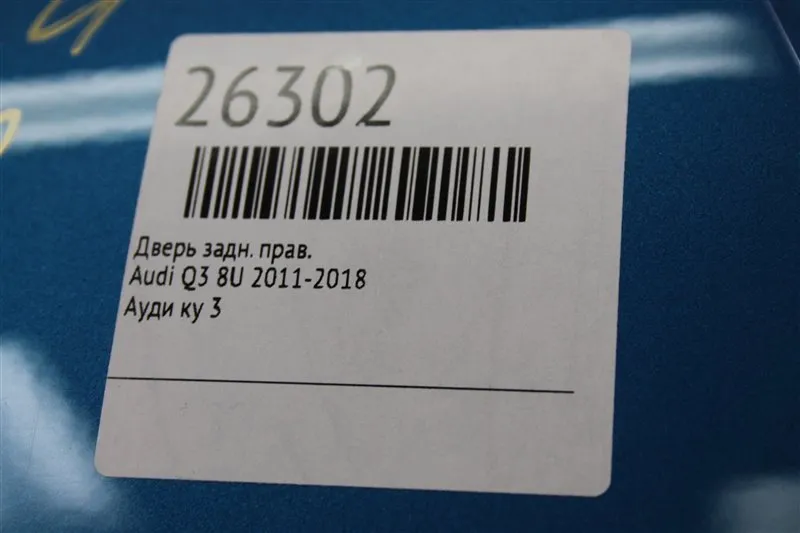 26302
Дверь задн. прав.
Audi Q3 8U 2011-2018
Ауди ку 3